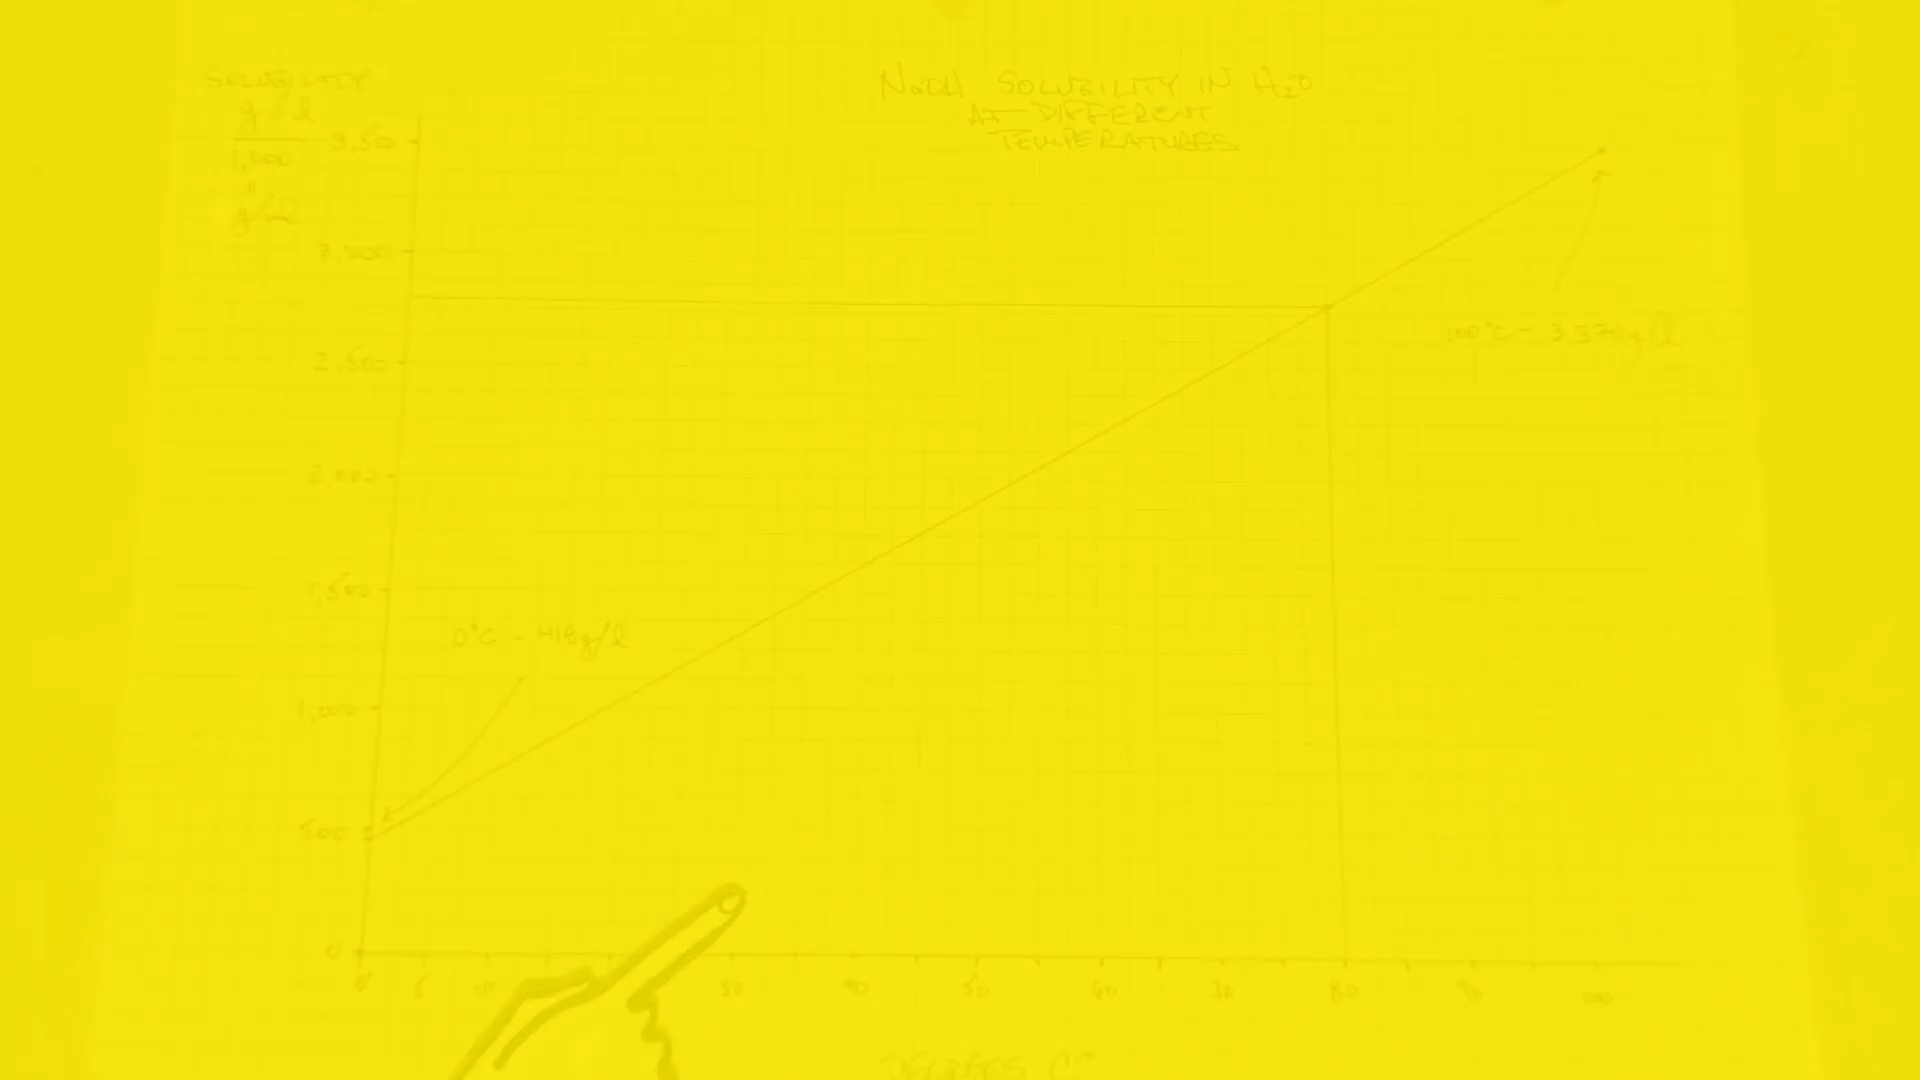 SOLUBILITY
g/l
1,000
"
g/l
NaOH SOLUBILITY IN H2O
AT DIFFERENT
TEMPERATURES
3,500
3,000
2,500
2,000
1,500
1,000
500
0
100°C - 3,370g/l
0°C - 418g/l
0 5 10 30 40 50 60 70 80 90 100
DEGREES C°